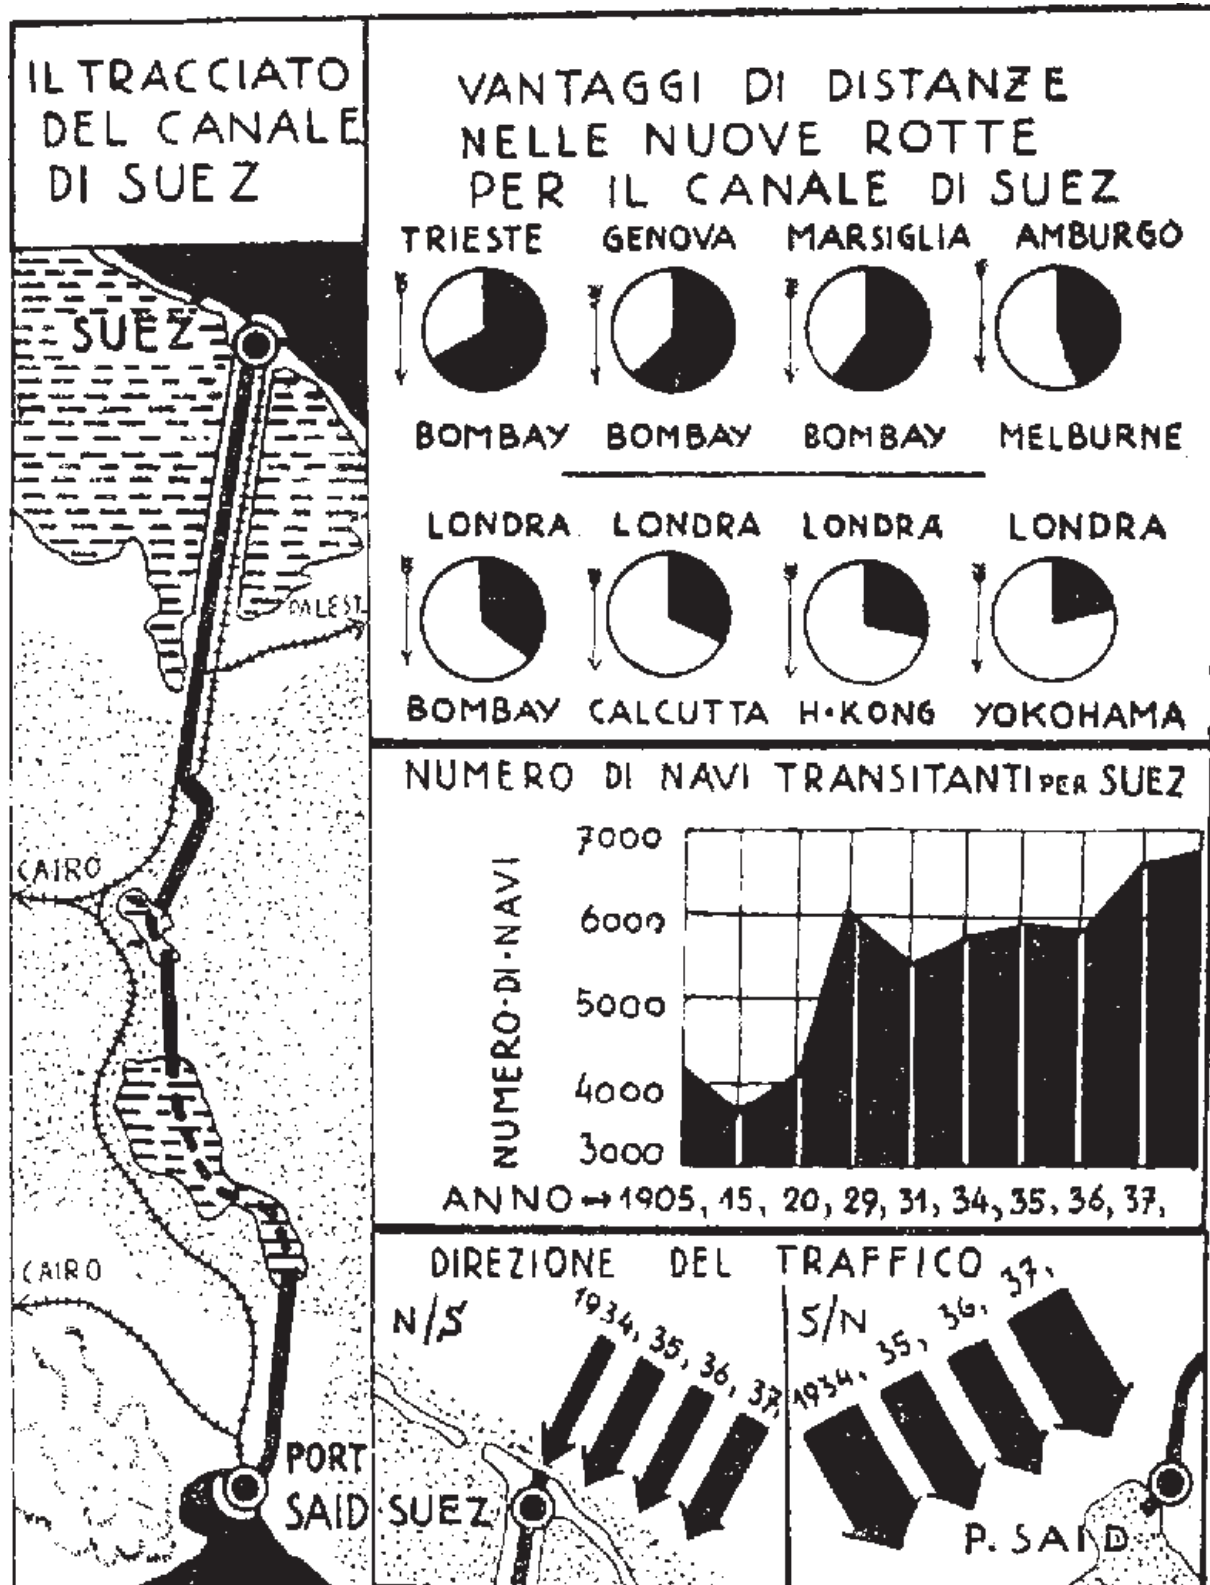 IL TRACCIATO
DEL CANALE
DI SUEZ
SUEZ
PALEST.
CAIRO
CAIRO
PORT
SAID
VANTAGGI DI DISTANZE
NELLE NUOVE ROTTE
PER IL CANALE DI SUEZ
TRIESTE GENOVA MARSIGLIA AMBURGO
BOMBAY BOMBAY BOMBAY MELBURNE
LONDRA LONDRA LONDRA LONDRA
BOMBAY CALCUTTA H·KONG YOKOHAMA
NUMERO DI NAVI TRANSITANTI PER SUEZ
NUMERO·DI·NAVI
7000
6000
5000
4000
3000
ANNO → 1905, 15, 20, 29, 31, 34, 35, 36, 37,
DIREZIONE DEL TRAFFICO
N/S
1934, 35, 36, 37,
SUEZ
S/N
1934, 35, 36, 37,
P. SAID